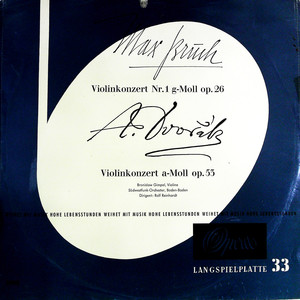 Max Bruch
Violinkonzert Nr. 1 g-Moll op. 26
A. Dvořák
Violinkonzert a-Moll op. 53
Bronislaw Gimpel, Violine
Südwestfunk-Orchester, Baden-Baden
Dirigent: Rolf Reinhardt
HOHE LEBENSSTUNDEN WEIHET MIT MUSIK HOHE LEBENSSTUNDEN WEIHET MIT MUSIK HOHE LEBENSSTUNDEN
Opera
LANGSPIELPLATTE 33